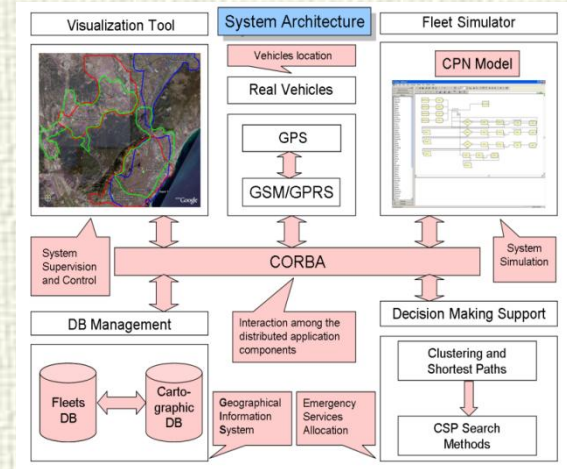 Visualization Tool
System Architecture
Fleet Simulator
Vehicles location
Real Vehicles
CPN Model
GPS
GSM/GPRS
Google
System
Supervision
and Control
CORBA
System
Simulation
DB Management
Interaction among the
distributed application
components
Decision Making Support
Fleets
DB
Carto-
graphic
DB
Geographical
Information
System
Emergency
Services
Allocation
Clustering and
Shortest Paths
CSP Search
Methods